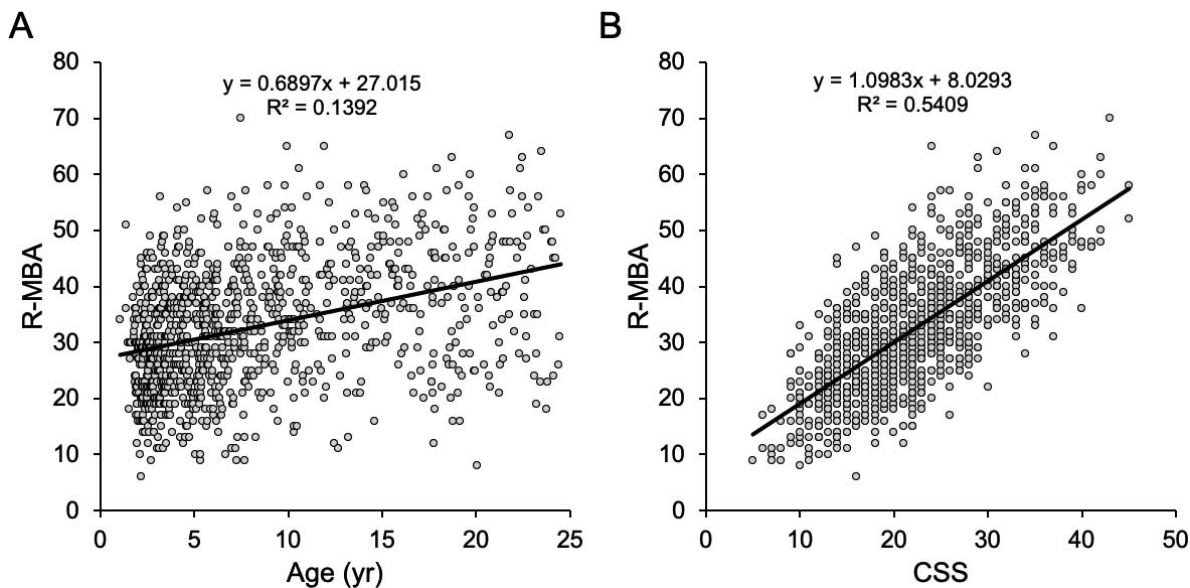 A
80
70
60
50
40
30
20
10
0
R-MBA
y = 0.6897x + 27.015
R² = 0.1392
0 5 10 15 20 25
Age (yr)
B
80
70
60
50
40
30
20
10
0
R-MBA
y = 1.0983x + 8.0293
R² = 0.5409
0 10 20 30 40 50
CSS